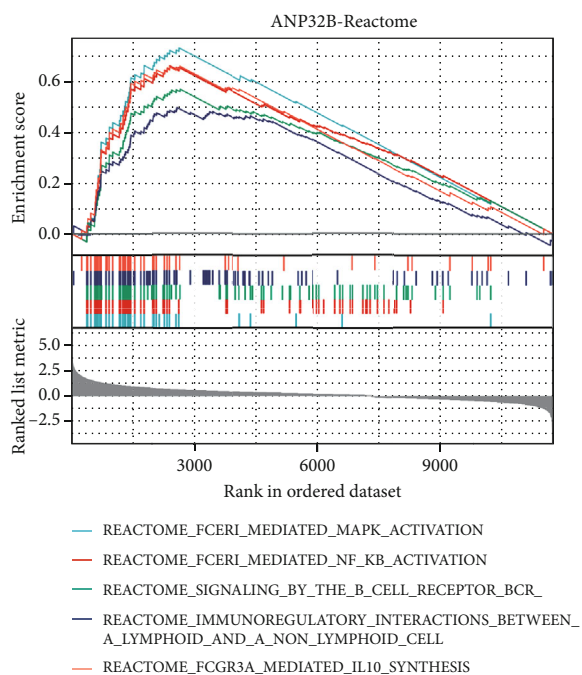 ANP32B-Reactome
Enrichment score
0.6
0.4
0.2
0.0
Ranked list metric
5.0
2.5
0.0
−2.5
3000 6000 9000
Rank in ordered dataset
REACTOME_FCERI_MEDIATED_MAPK_ACTIVATION
REACTOME_FCERI_MEDIATED_NF_KB_ACTIVATION
REACTOME_SIGNALING_BY_THE_B_CELL_RECEPTOR_BCR_
REACTOME_IMMUNOREGULATORY_INTERACTIONS_BETWEEN_
A_LYMPHOID_AND_A_NON_LYMPHOID_CELL
REACTOME_FCGR3A_MEDIATED_IL10_SYNTHESIS